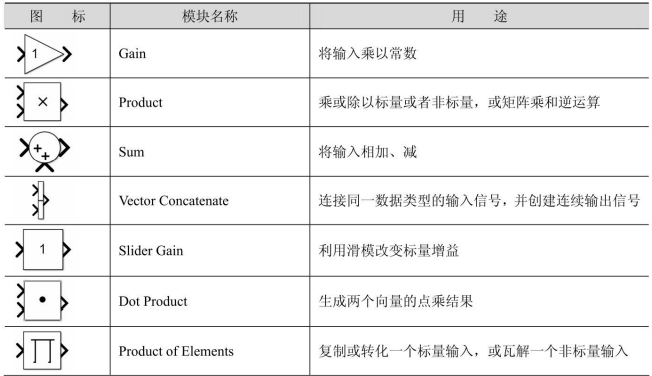 图 标 模块名称 用 途
1 Gain 将输入乘以常数
× Product 乘或除以标量或者非标量，或矩阵乘和逆运算
+ + Sum 将输入相加、减
Vector Concatenate 连接同一数据类型的输入信号，并创建连续输出信号
1 Slider Gain 利用滑模改变标量增益
Dot Product 生成两个向量的点乘结果
∏ Product of Elements 复制或转化一个标量输入，或瓦解一个非标量输入